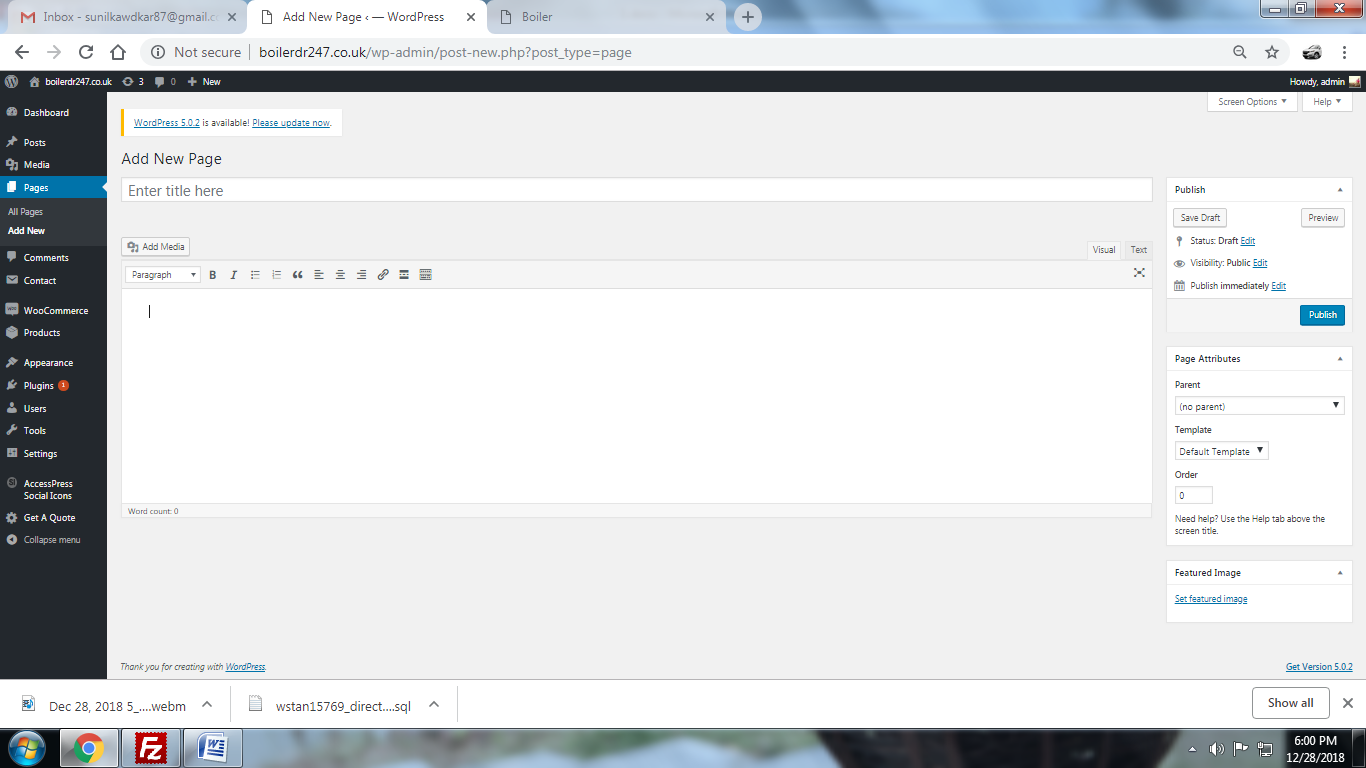 Inbox - sunilkawdkar87@gmail.c
Add New Page ‹ — WordPress
Boiler
Not secure
boilerdr247.co.uk/wp-admin/post-new.php?post_type=page
boilerdr247.co.uk
3
0
New
Howdy, admin
Dashboard
Posts
Media
Pages
All Pages
Add New
Comments
Contact
WooCommerce
Products
Appearance
Plugins 1
Users
Tools
Settings
AccessPress
Social Icons
Get A Quote
Collapse menu
Screen Options
Help
WordPress 5.0.2 is available! Please update now.
Add New Page
Enter title here
Add Media
Visual
Text
Paragraph
B I
Word count: 0
Publish
Save Draft
Preview
Status: Draft Edit
Visibility: Public Edit
Publish immediately Edit
Publish
Page Attributes
Parent
(no parent)
Template
Default Template
Order
0
Need help? Use the Help tab above the
screen title.
Featured Image
Set featured image
Thank you for creating with WordPress.
Get Version 5.0.2
Dec 28, 2018 5_....webm
wstan15769_direct....sql
Show all
Fz
W
6:00 PM
12/28/2018